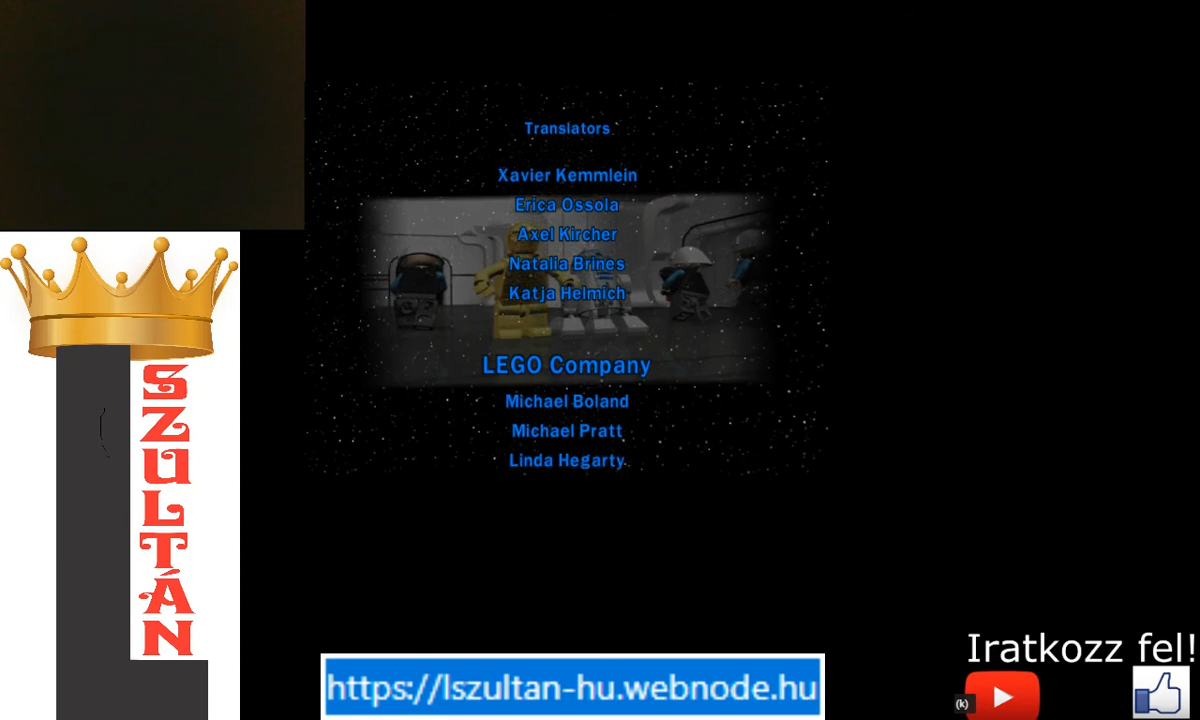 Translators
Xavier Kemmlein
Erica Ossola
Axel Kircher
Natalia Brines
Katja Helmich
LEGO Company
Michael Boland
Michael Pratt
Linda Hegarty
SZULTÁN
https://lszultan-hu.webnode.hu
Iratkozz fel!
(k)